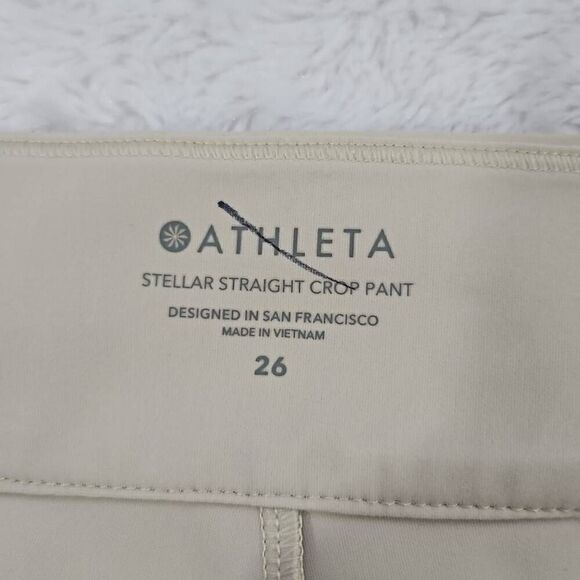 ATHLETA
STELLAR STRAIGHT CROP PANT
DESIGNED IN SAN FRANCISCO
MADE IN VIETNAM
26